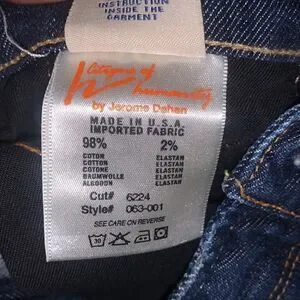 INSTRUCTION
INSIDE THE
GARMENT
Citizens of
humanity
by Jerome Dahan
MADE IN U.S.A
IMPORTED FABRIC
98% 2%
COTON ELASTAN
COTTON ELASTAN
COTONE ELASTAN
BAUMWOLLE ELASTAN
ALGODON ELASTAN
Cut# 6224
Style# 063-001
SEE CARE ON REVERSE
30